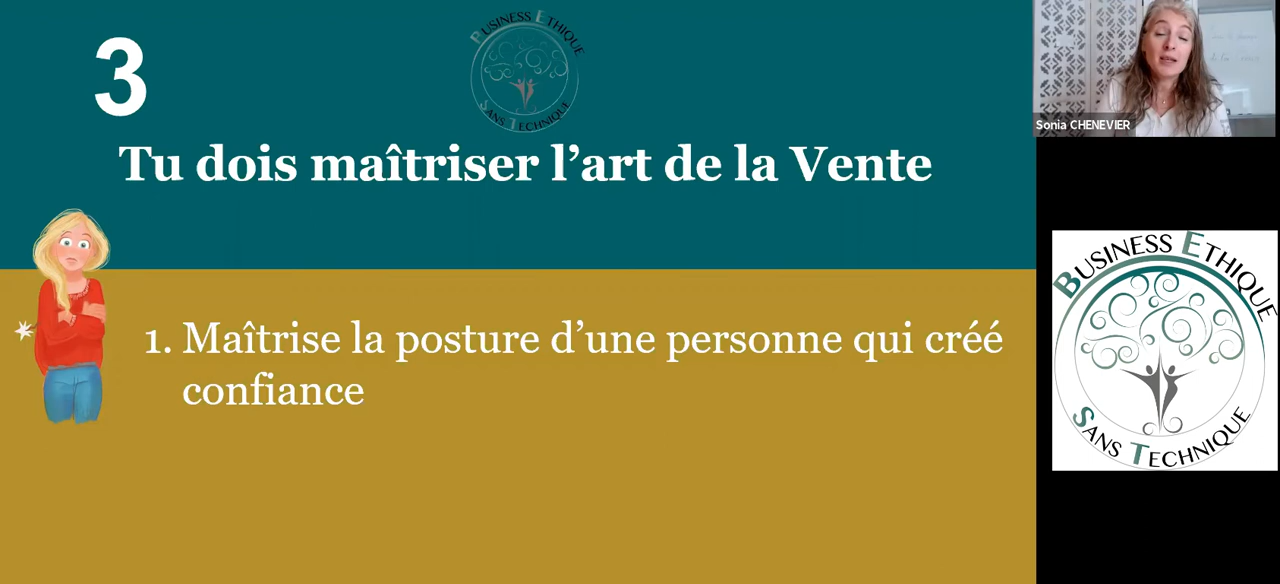 3
BUSINESS ETHIQUE
SANS TECHNIQUE
Tu dois maîtriser l’art de la Vente
1. Maîtrise la posture d’une personne qui créé
confiance
Sonia CHENEVIER
BUSINESS ETHIQUE
SANS TECHNIQUE